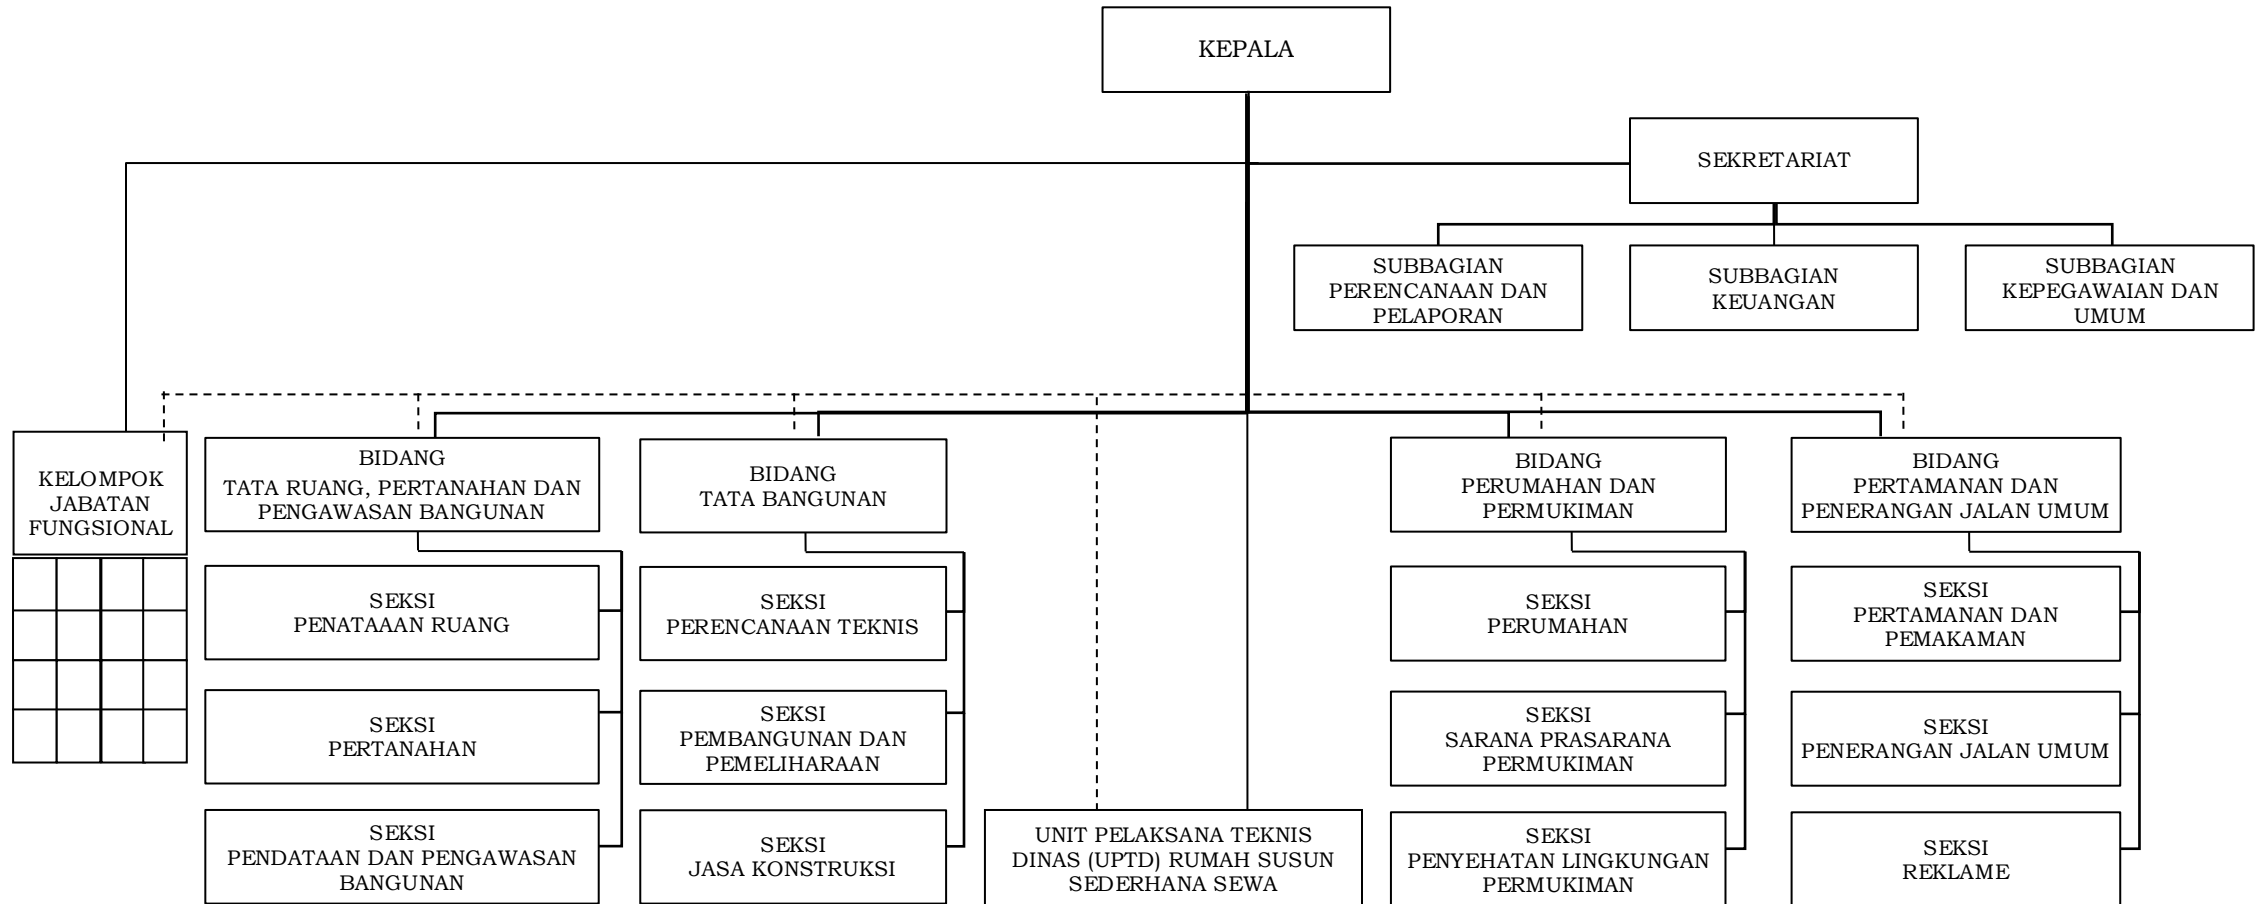 KEPALA
SEKRETARIAT
SUBBAGIAN
PERENCANAAN DAN
PELAPORAN
SUBBAGIAN
KEUANGAN
SUBBAGIAN
KEPEGAWAIAN DAN
UMUM
KELOMPOK
JABATAN
FUNGSIONAL
BIDANG
TATA RUANG, PERTANAHAN DAN
PENGAWASAN BANGUNAN
BIDANG
TATA BANGUNAN
BIDANG
PERUMAHAN DAN
PERMUKIMAN
BIDANG
PERTAMANAN DAN
PENERANGAN JALAN UMUM
SEKSI
PENATAAAN RUANG
SEKSI
PERENCANAAN TEKNIS
SEKSI
PERUMAHAN
SEKSI
PERTAMANAN DAN
PEMAKAMAN
SEKSI
PERTANAHAN
SEKSI
PEMBANGUNAN DAN
PEMELIHARAAN
SEKSI
SARANA PRASARANA
PERMUKIMAN
SEKSI
PENERANGAN JALAN UMUM
SEKSI
PENDATAAN DAN PENGAWASAN
BANGUNAN
SEKSI
JASA KONSTRUKSI
UNIT PELAKSANA TEKNIS
DINAS (UPTD) RUMAH SUSUN
SEDERHANA SEWA
SEKSI
PENYEHATAN LINGKUNGAN
PERMUKIMAN
SEKSI
REKLAME